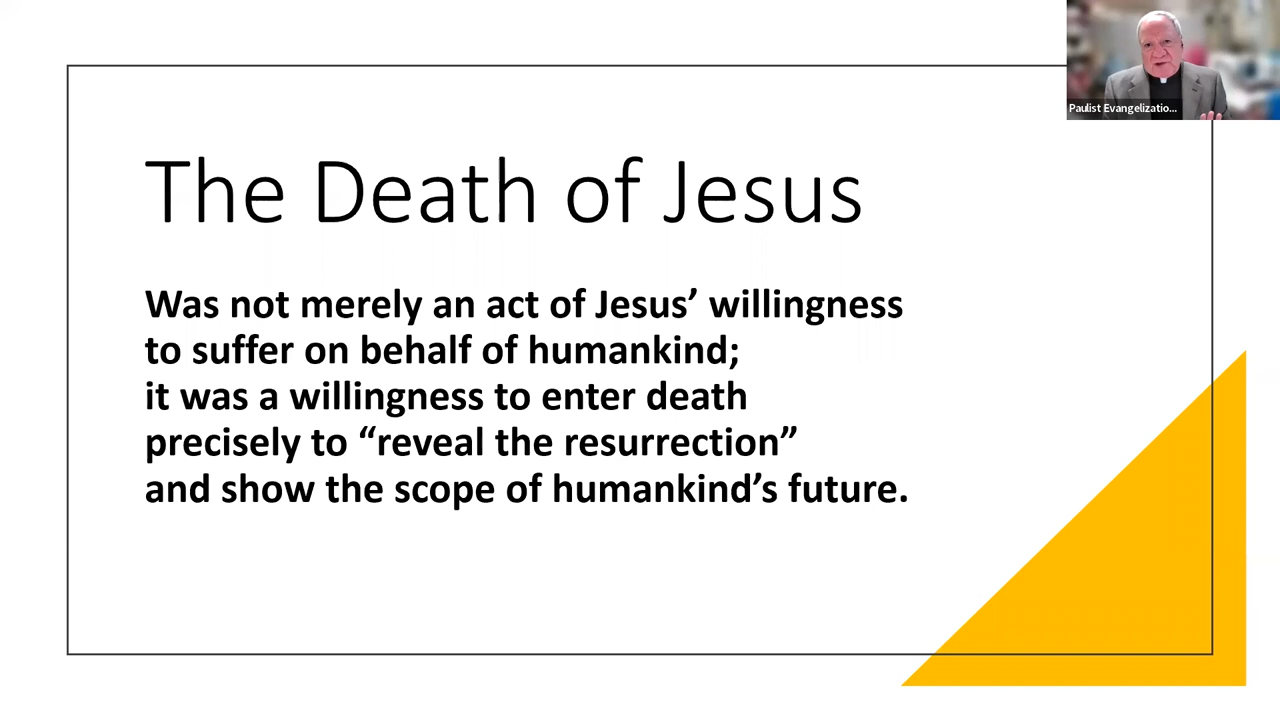 Paulist Evangelizatio...
The Death of Jesus
Was not merely an act of Jesus’ willingness
to suffer on behalf of humankind;
it was a willingness to enter death
precisely to “reveal the resurrection”
and show the scope of humankind’s future.